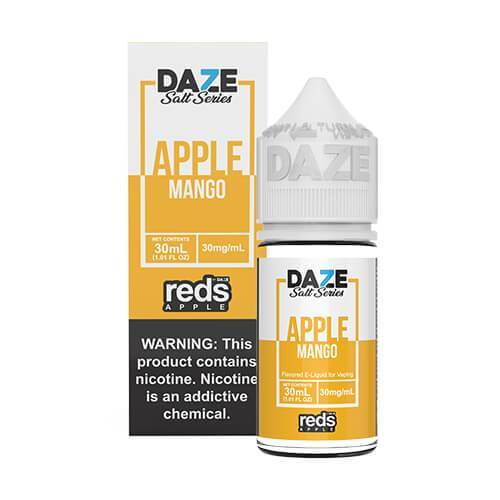 DAZE
Salt Series
APPLE
MANGO
NET CONTENTS
30mL
(1.01 FL OZ)
30mg/mL
reds
by DAZE
APPLE
WARNING: This
product contains
nicotine. Nicotine
is an addictive
chemical.
DAZE
DAZE
Salt Series
APPLE
MANGO
Flavored E-Liquid for Vaping
NET CONTENTS
30mL
(1.01 FL OZ)
30mg/mL
reds
APPLE